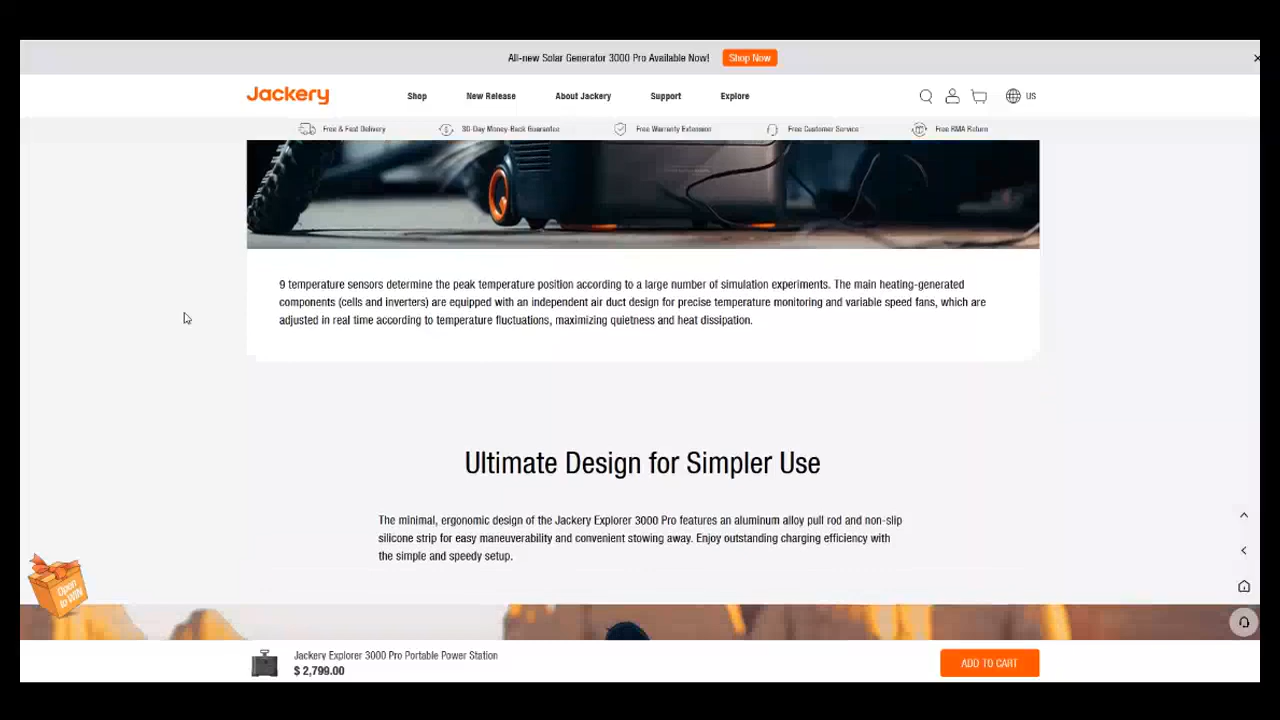 All-new Solar Generator 3000 Pro Available Now! Shop Now
Jackery Shop New Release About Jackery Support Explore US
Free & Fast Delivery 30-Day Money-Back Guarantee Free Warranty Extension Free Customer Service Free RMA Return
9 temperature sensors determine the peak temperature position according to a large number of simulation experiments. The main heating-generated
components (cells and inverters) are equipped with an independent air duct design for precise temperature monitoring and variable speed fans, which are
adjusted in real time according to temperature fluctuations, maximizing quietness and heat dissipation.
Ultimate Design for Simpler Use
The minimal, ergonomic design of the Jackery Explorer 3000 Pro features an aluminum alloy pull rod and non-slip
silicone strip for easy maneuverability and convenient stowing away. Enjoy outstanding charging efficiency with
the simple and speedy setup.
Open
to WIN
Jackery Explorer 3000 Pro Portable Power Station
$ 2,799.00
ADD TO CART